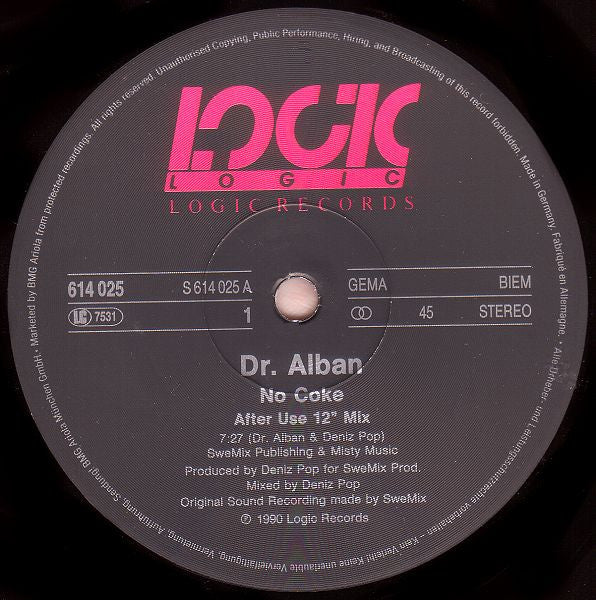 LOGIC
LOGIC
LOGIC RECORDS
614 025
S 614 025 A
LC 7531
1
GEMA
BIEM
45
STEREO
Dr. Alban
No Coke
After Use 12" Mix
7:27 (Dr. Alban & Deniz Pop)
SweMix Publishing & Misty Music
Produced by Deniz Pop for SweMix Prod.
Mixed by Deniz Pop
Original Sound Recording made by SweMix
℗ 1990 Logic Records
Marketed by BMG Ariola from protected recordings. All rights reserved. Unauthorised Copying, Public Performance, Hiring, and Broadcasting of this record forbidden. Made in Germany, Fabriqué en Allemagne. • Alle Urheber- und Leistungsschutzrechte vorbehalten – Kein Verleih! Keine unerlaubte Vervielfältigung, Vermietung, Aufführung, Sendung! BMG Ariola München GmbH •